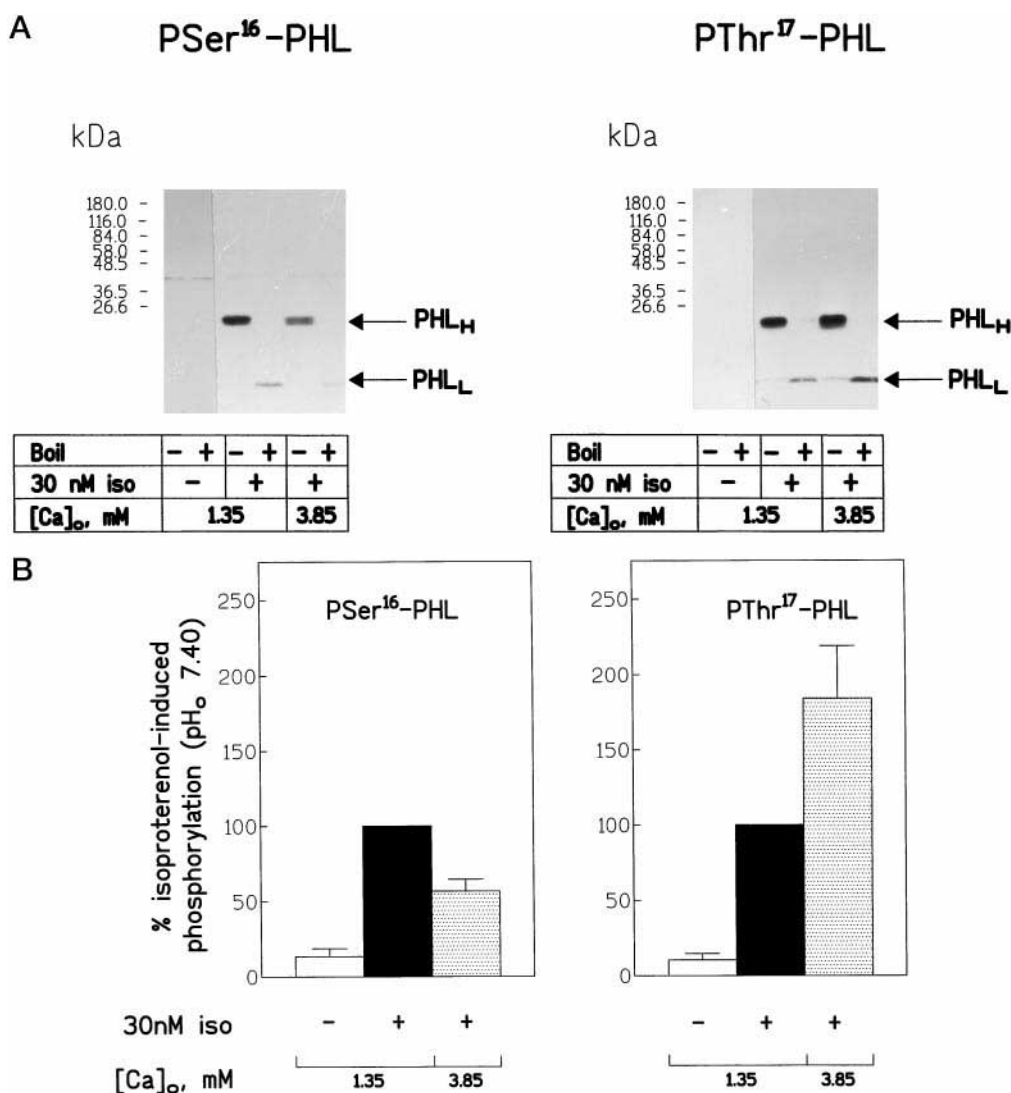 A
PSer¹⁶–PHL
kDa
180.0 -
116.0 -
84.0 -
58.0 -
48.5 -
36.5 -
26.6 -
PHL_H
PHL_L
Boil - + - + - +
30 nM iso - + +
[Ca]ₒ, mM 1.35 3.85
PThr¹⁷–PHL
kDa
180.0 -
116.0 -
84.0 -
58.0 -
48.5 -
36.5 -
26.6 -
PHL_H
PHL_L
Boil - + - + - +
30 nM iso - + +
[Ca]ₒ, mM 1.35 3.85
B
% isoproterenol-induced
phosphorylation (pHₒ 7.40)
PSer¹⁶–PHL
250
200
150
100
50
0
PThr¹⁷–PHL
250
200
150
100
50
0
30nM iso - + + - + +
[Ca]ₒ, mM 1.35 3.85 1.35 3.85